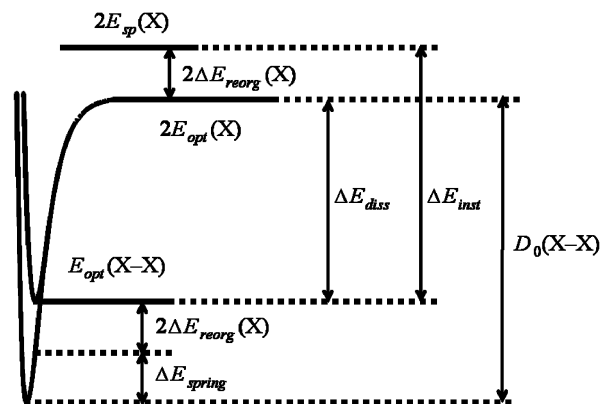 2E_sp(X)
2ΔE_reorg(X)
2E_opt(X)
ΔE_diss
ΔE_inst
D_0(X–X)
E_opt(X–X)
2ΔE_reorg(X)
ΔE_spring